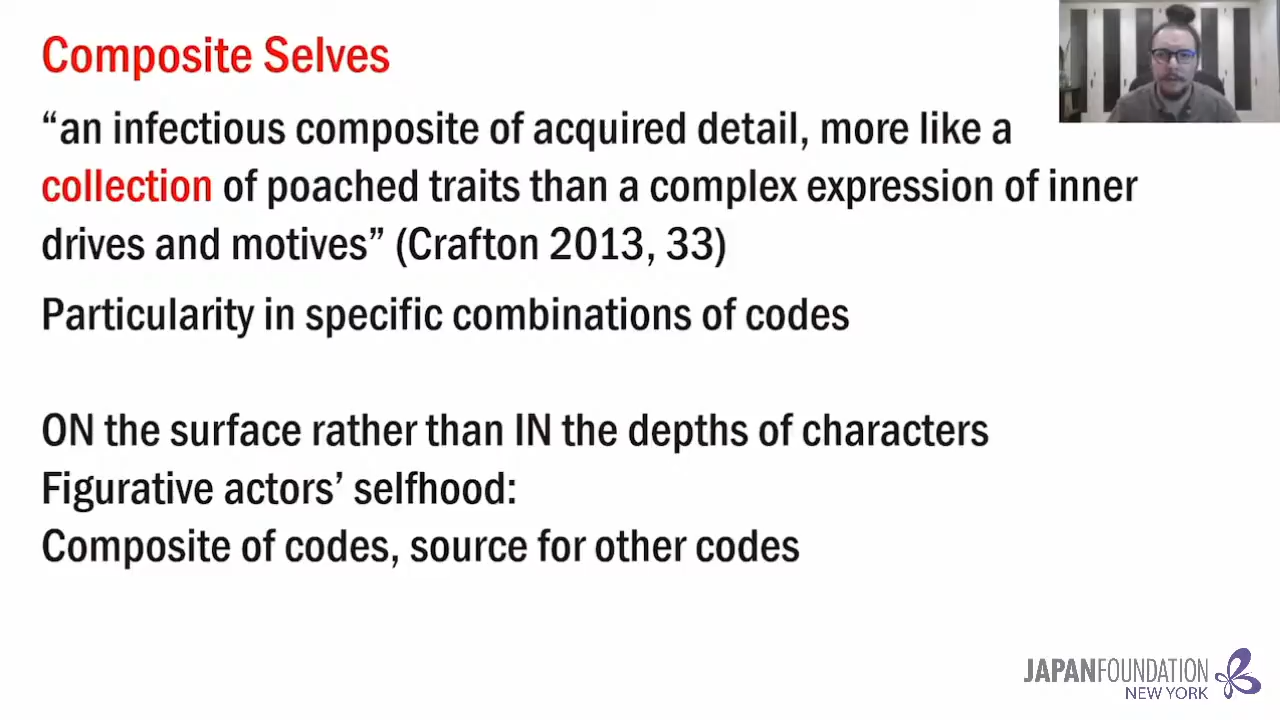 Composite Selves
“an infectious composite of acquired detail, more like a
collection of poached traits than a complex expression of inner
drives and motives” (Crafton 2013, 33)
Particularity in specific combinations of codes
ON the surface rather than IN the depths of characters
Figurative actors’ selfhood:
Composite of codes, source for other codes
JAPANFOUNDATION
NEW YORK